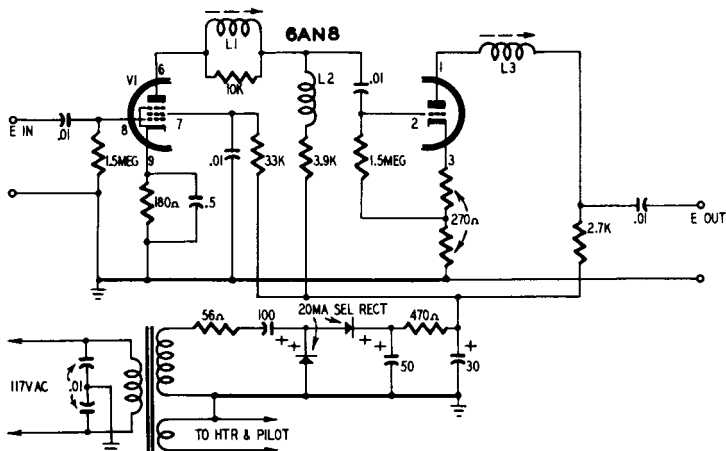 6AN8
L1
10K
V1
6
8
7
9
E IN
.01
1.5MEG
180Ω
.5
.01
33K
L2
3.9K
.01
1.5MEG
1
2
3
270Ω
L3
2.7K
.01
E OUT
56Ω
100
20MA SEL RECT
+
+
+
470Ω
+
50
30
117V AC
.01
TO HTR & PILOT